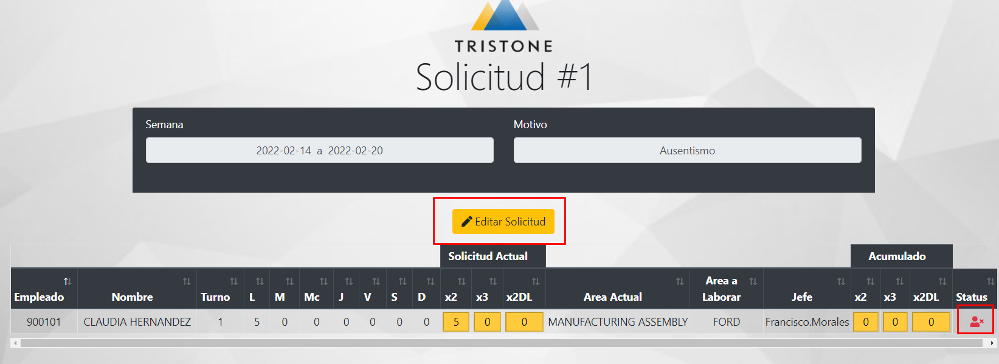 TRISTONE
Solicitud #1
Semana Motivo
2022-02-14 a 2022-02-20 Ausentismo
Editar Solicitud
Solicitud Actual Acumulado
Empleado Nombre Turno L M Mc J V S D x2 x3 x2DL Area Actual Area a Laborar Jefe x2 x3 x2DL Status
900101 CLAUDIA HERNANDEZ 1 5 0 0 0 0 0 0 5 0 0 MANUFACTURING ASSEMBLY FORD Francisco.Morales 0 0 0